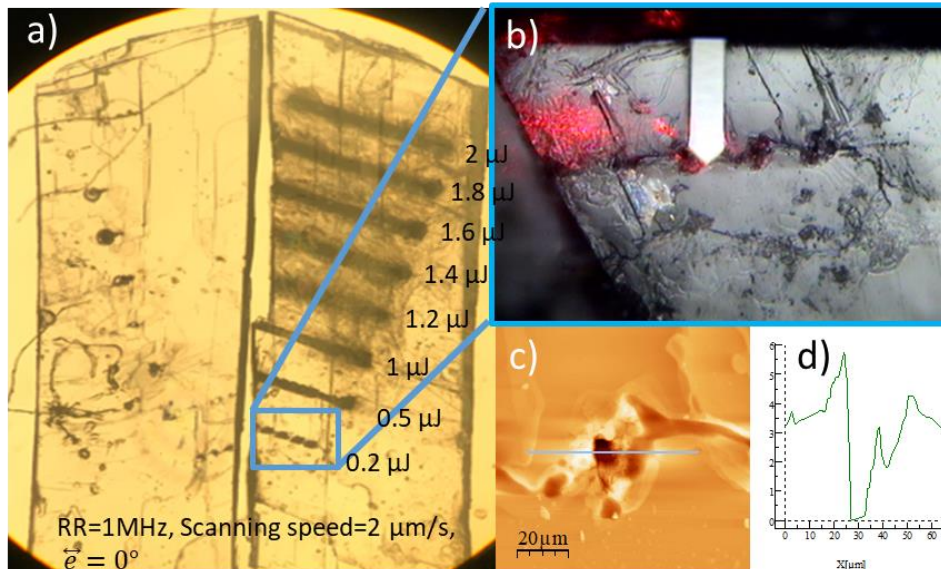 a)
2 µJ
1.8 µJ
1.6 µJ
1.4 µJ
1.2 µJ
1 µJ
0.5 µJ
0.2 µJ
RR=1MHz, Scanning speed=2 µm/s,
e⃗ = 0°
b)
c)
20µm
d)
6
5
4
3
2
1
0
0 10 20 30 40 50 60
X[µm]